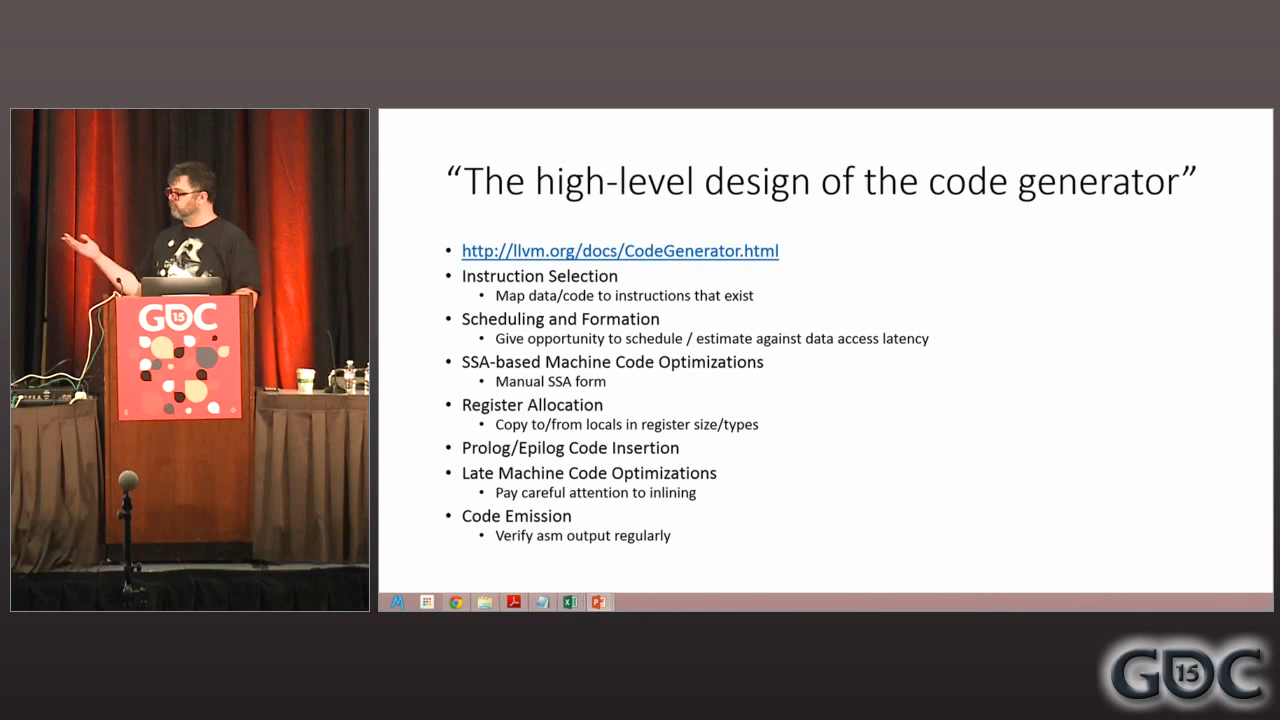 “The high-level design of the code generator”
• http://llvm.org/docs/CodeGenerator.html
• Instruction Selection
• Map data/code to instructions that exist
• Scheduling and Formation
• Give opportunity to schedule / estimate against data access latency
• SSA-based Machine Code Optimizations
• Manual SSA form
• Register Allocation
• Copy to/from locals in register size/types
• Prolog/Epilog Code Insertion
• Late Machine Code Optimizations
• Pay careful attention to inlining
• Code Emission
• Verify asm output regularly
GDC 15
GDC 15